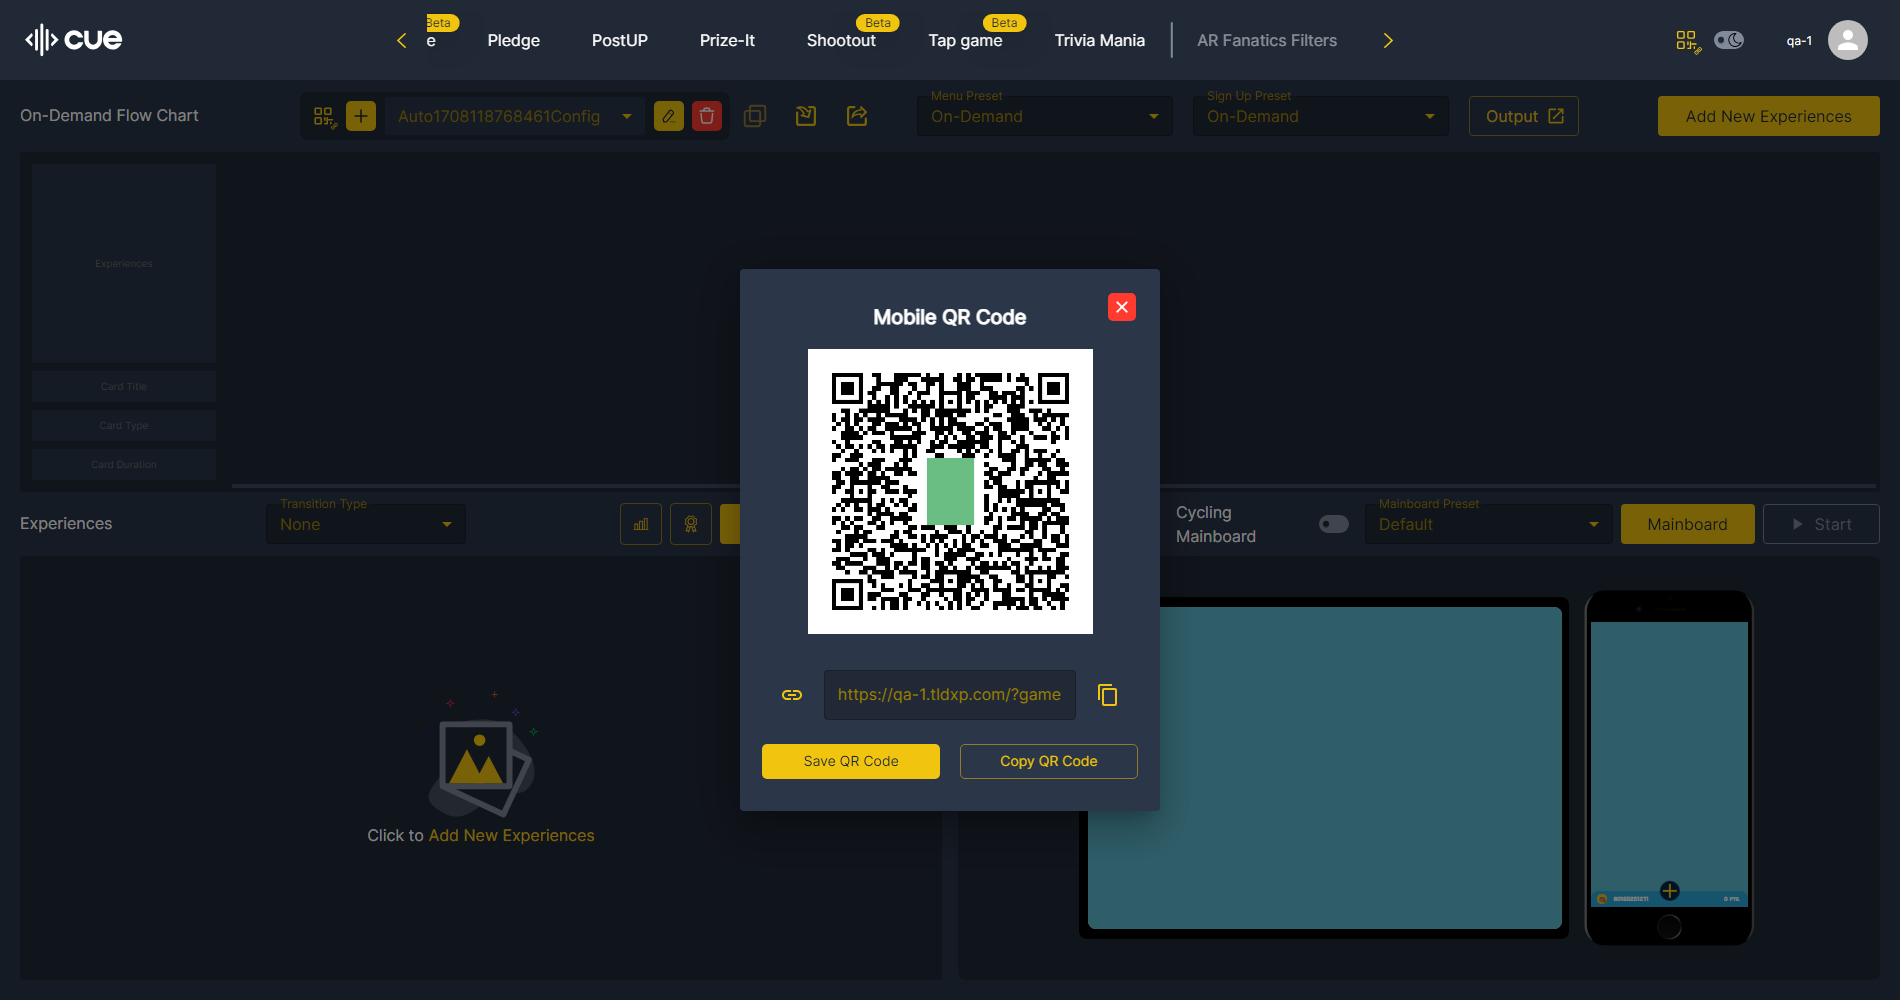 cue
e
Beta
Pledge
PostUP
Prize-It
Shootout
Beta
Tap game
Beta
Trivia Mania
AR Fanatics Filters
qa-1
On-Demand Flow Chart
Auto1708118768461Config
Menu Preset
On-Demand
Sign Up Preset
On-Demand
Output
Add New Experiences
Experiences
Card Title
Card Type
Card Duration
Mobile QR Code
https://qa-1.tldxp.com/?game
Save QR Code
Copy QR Code
Experiences
Transition Type
None
Cycling
Mainboard
Mainboard Preset
Default
Mainboard
Start
Click to Add New Experiences
0 PTS.